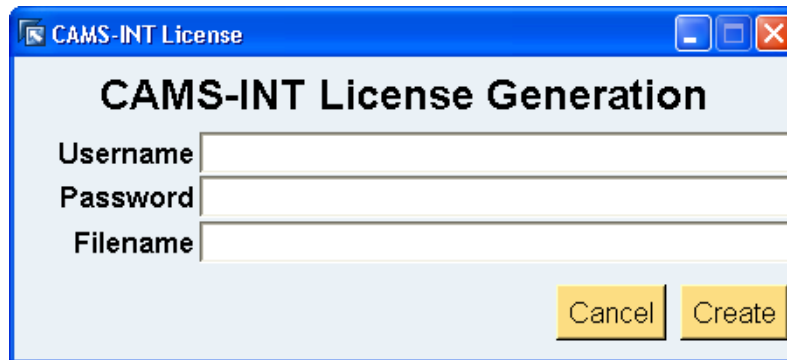 CAMS-INT License
CAMS-INT License Generation
Username
Password
Filename
Cancel Create